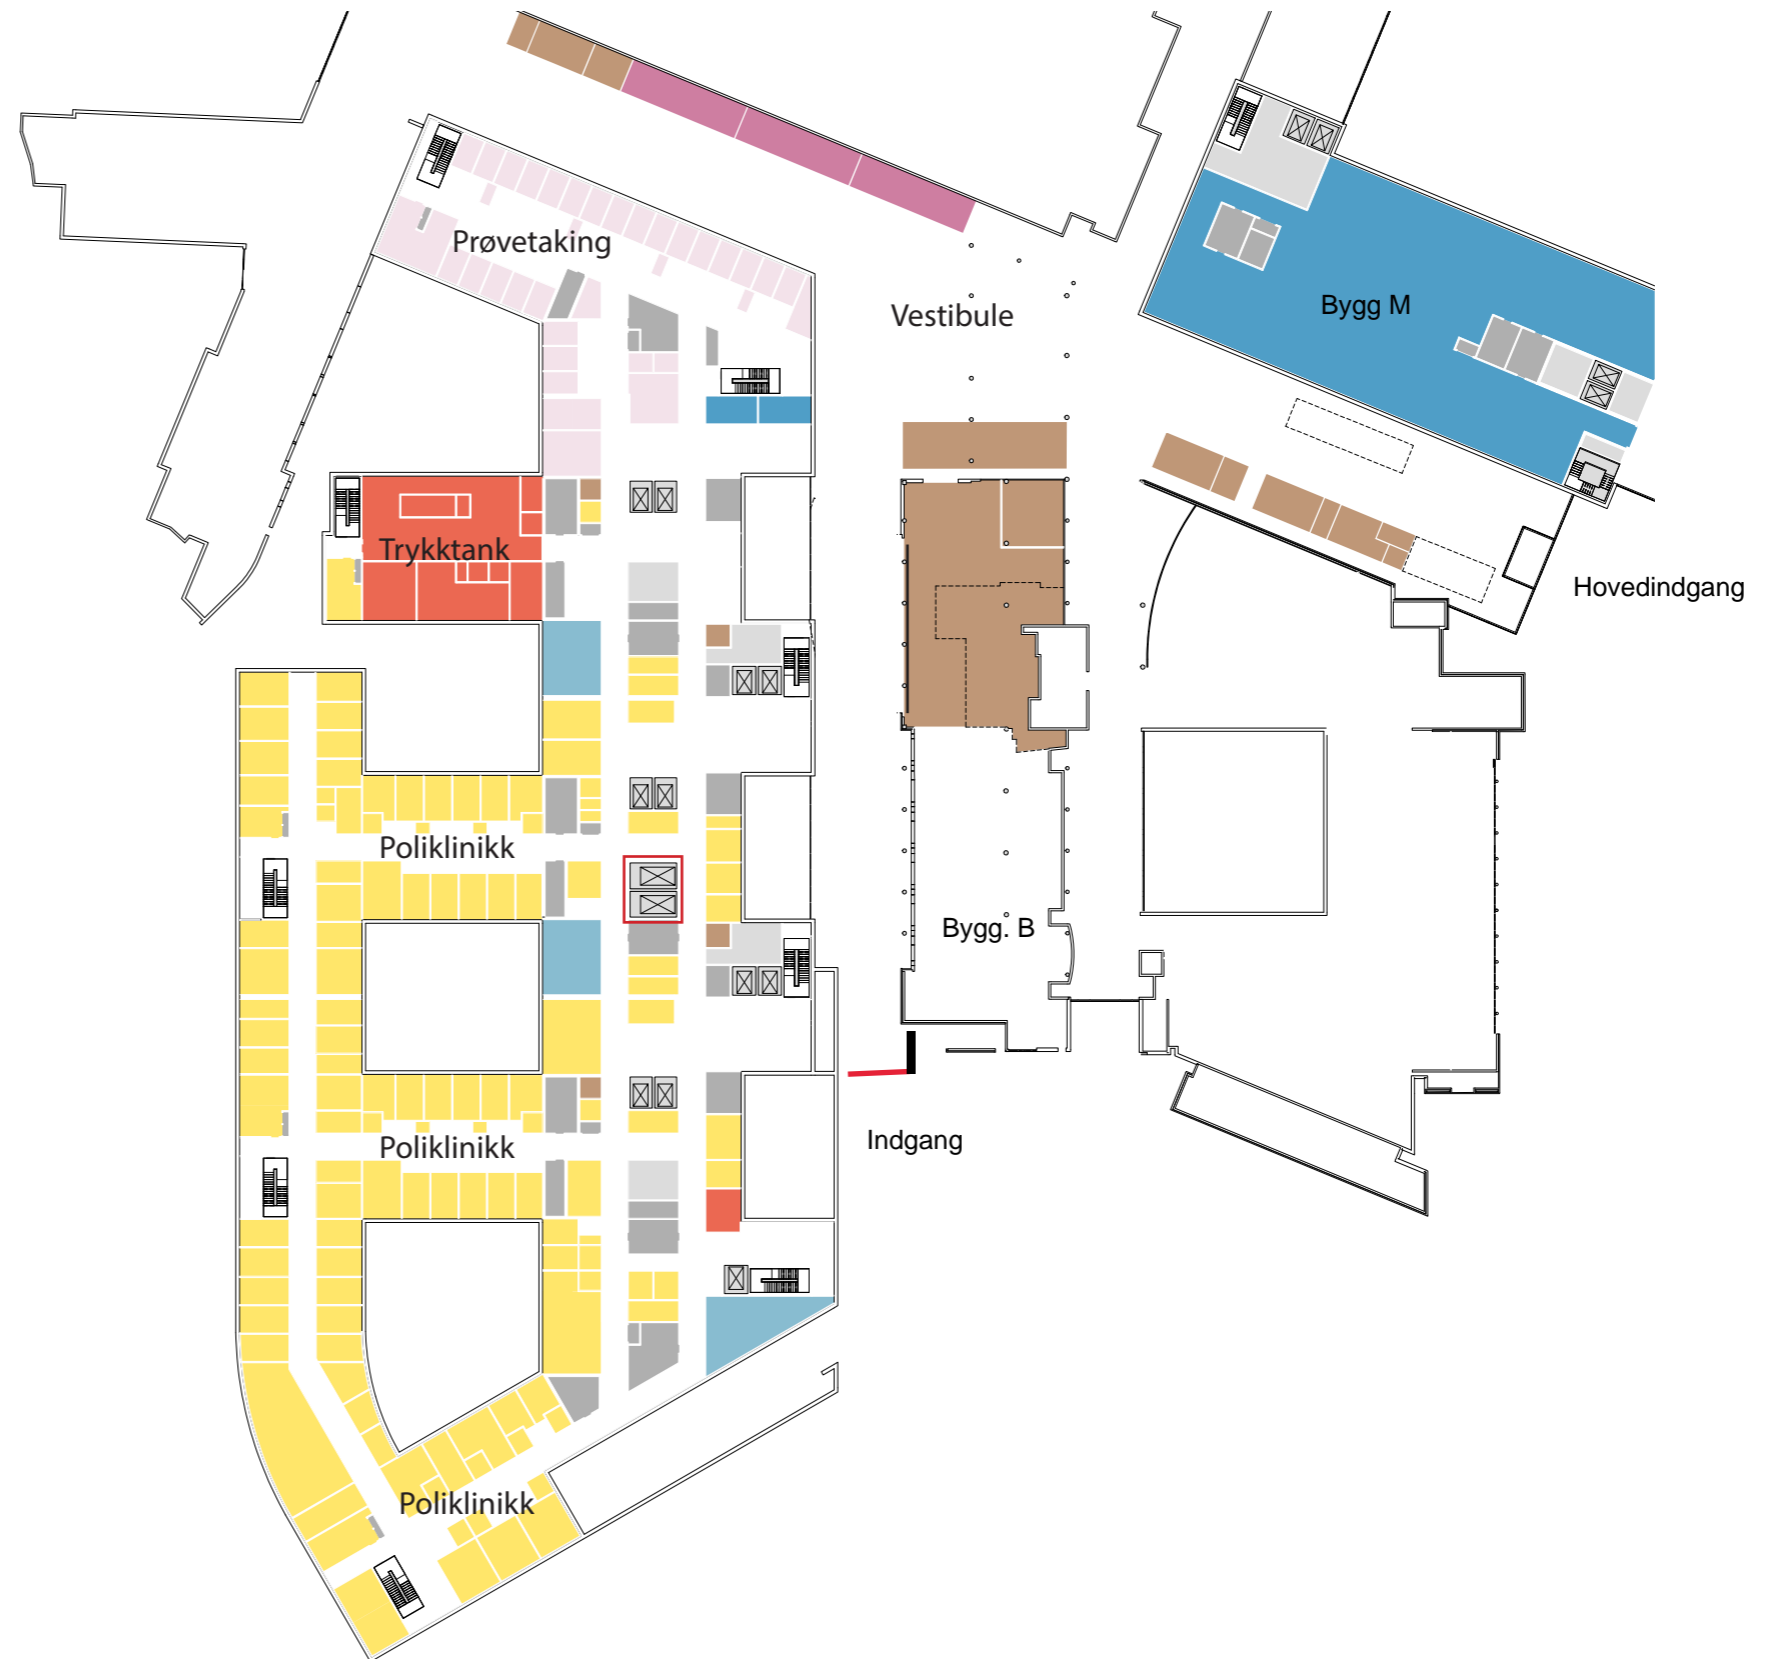 Prøvetaking
Vestibule
Bygg M
Trykktank
Hovedindgang
Poliklinikk
Bygg. B
Poliklinikk
Indgang
Poliklinikk